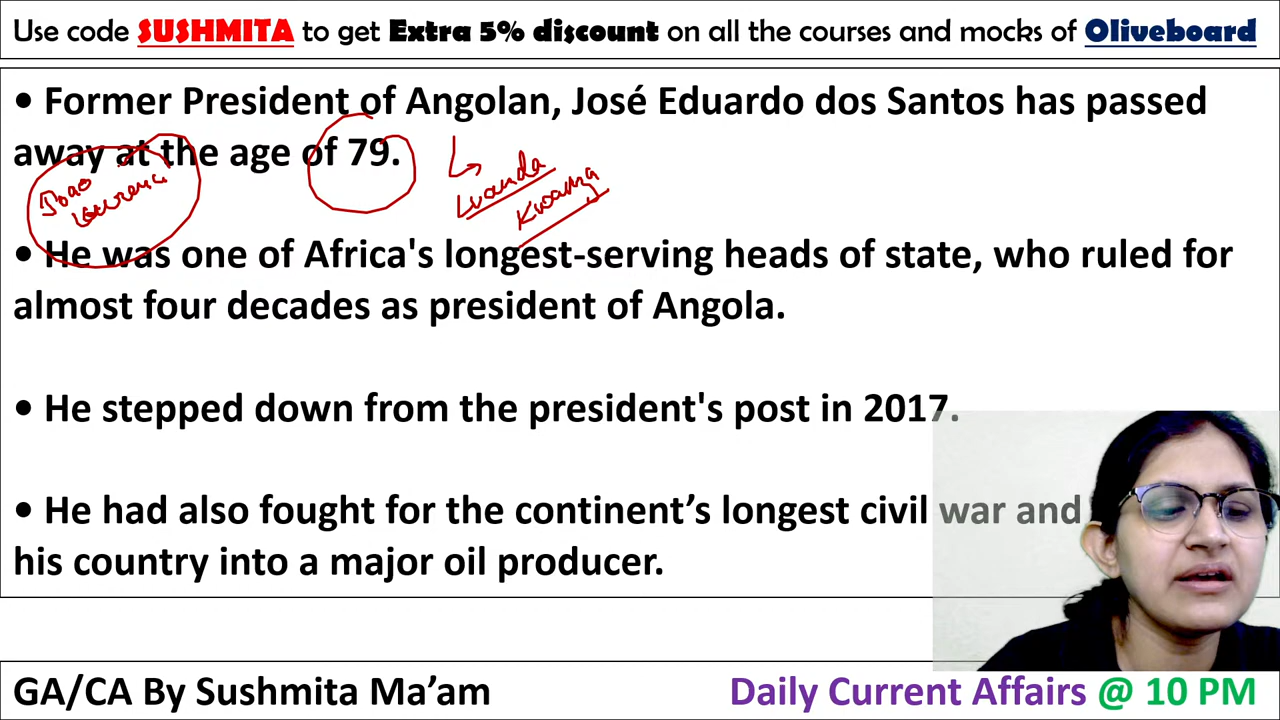 Use code SUSHMITA to get Extra 5% discount on all the courses and mocks of Oliveboard
• Former President of Angolan, José Eduardo dos Santos has passed
away at the age of 79.
Luanda
Kwanza
Joao
• He was one of Africa's longest-serving heads of state, who ruled for
almost four decades as president of Angola.
• He stepped down from the president's post in 2017.
• He had also fought for the continent’s longest civil war and
his country into a major oil producer.
GA/CA By Sushmita Ma’am
Daily Current Affairs @ 10 PM